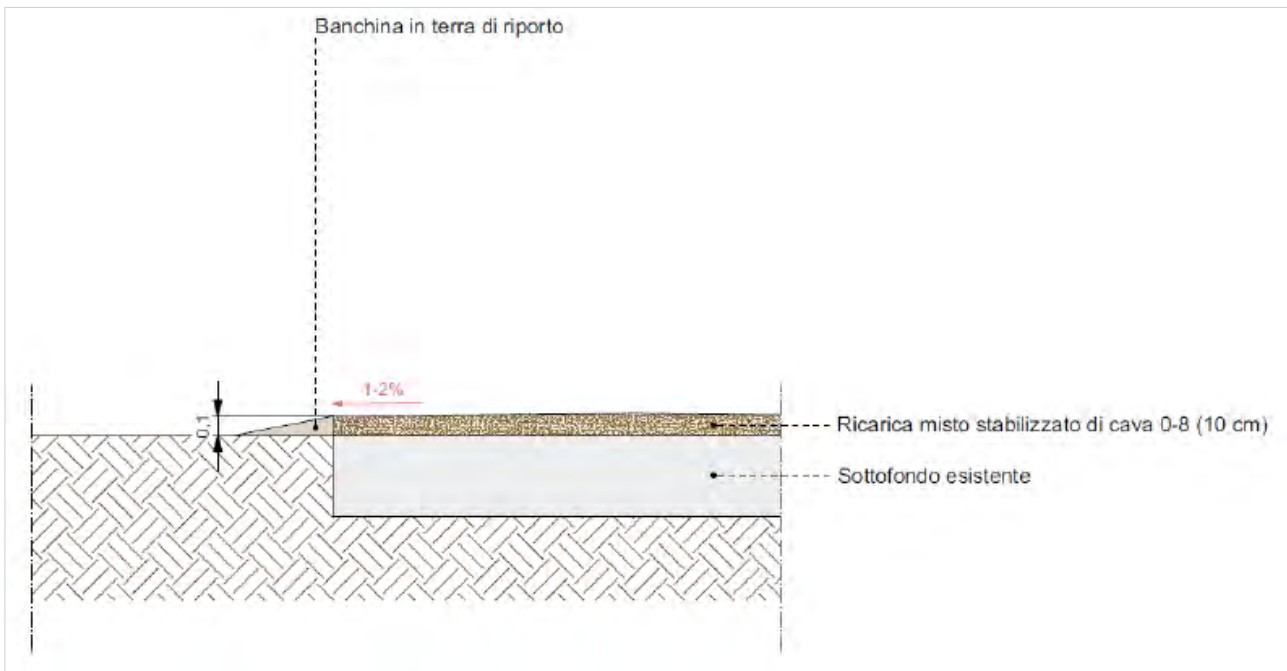 Banchina in terra di riporto
1-2%
0,1
Ricarica misto stabilizzato di cava 0-8 (10 cm)
Sottofondo esistente